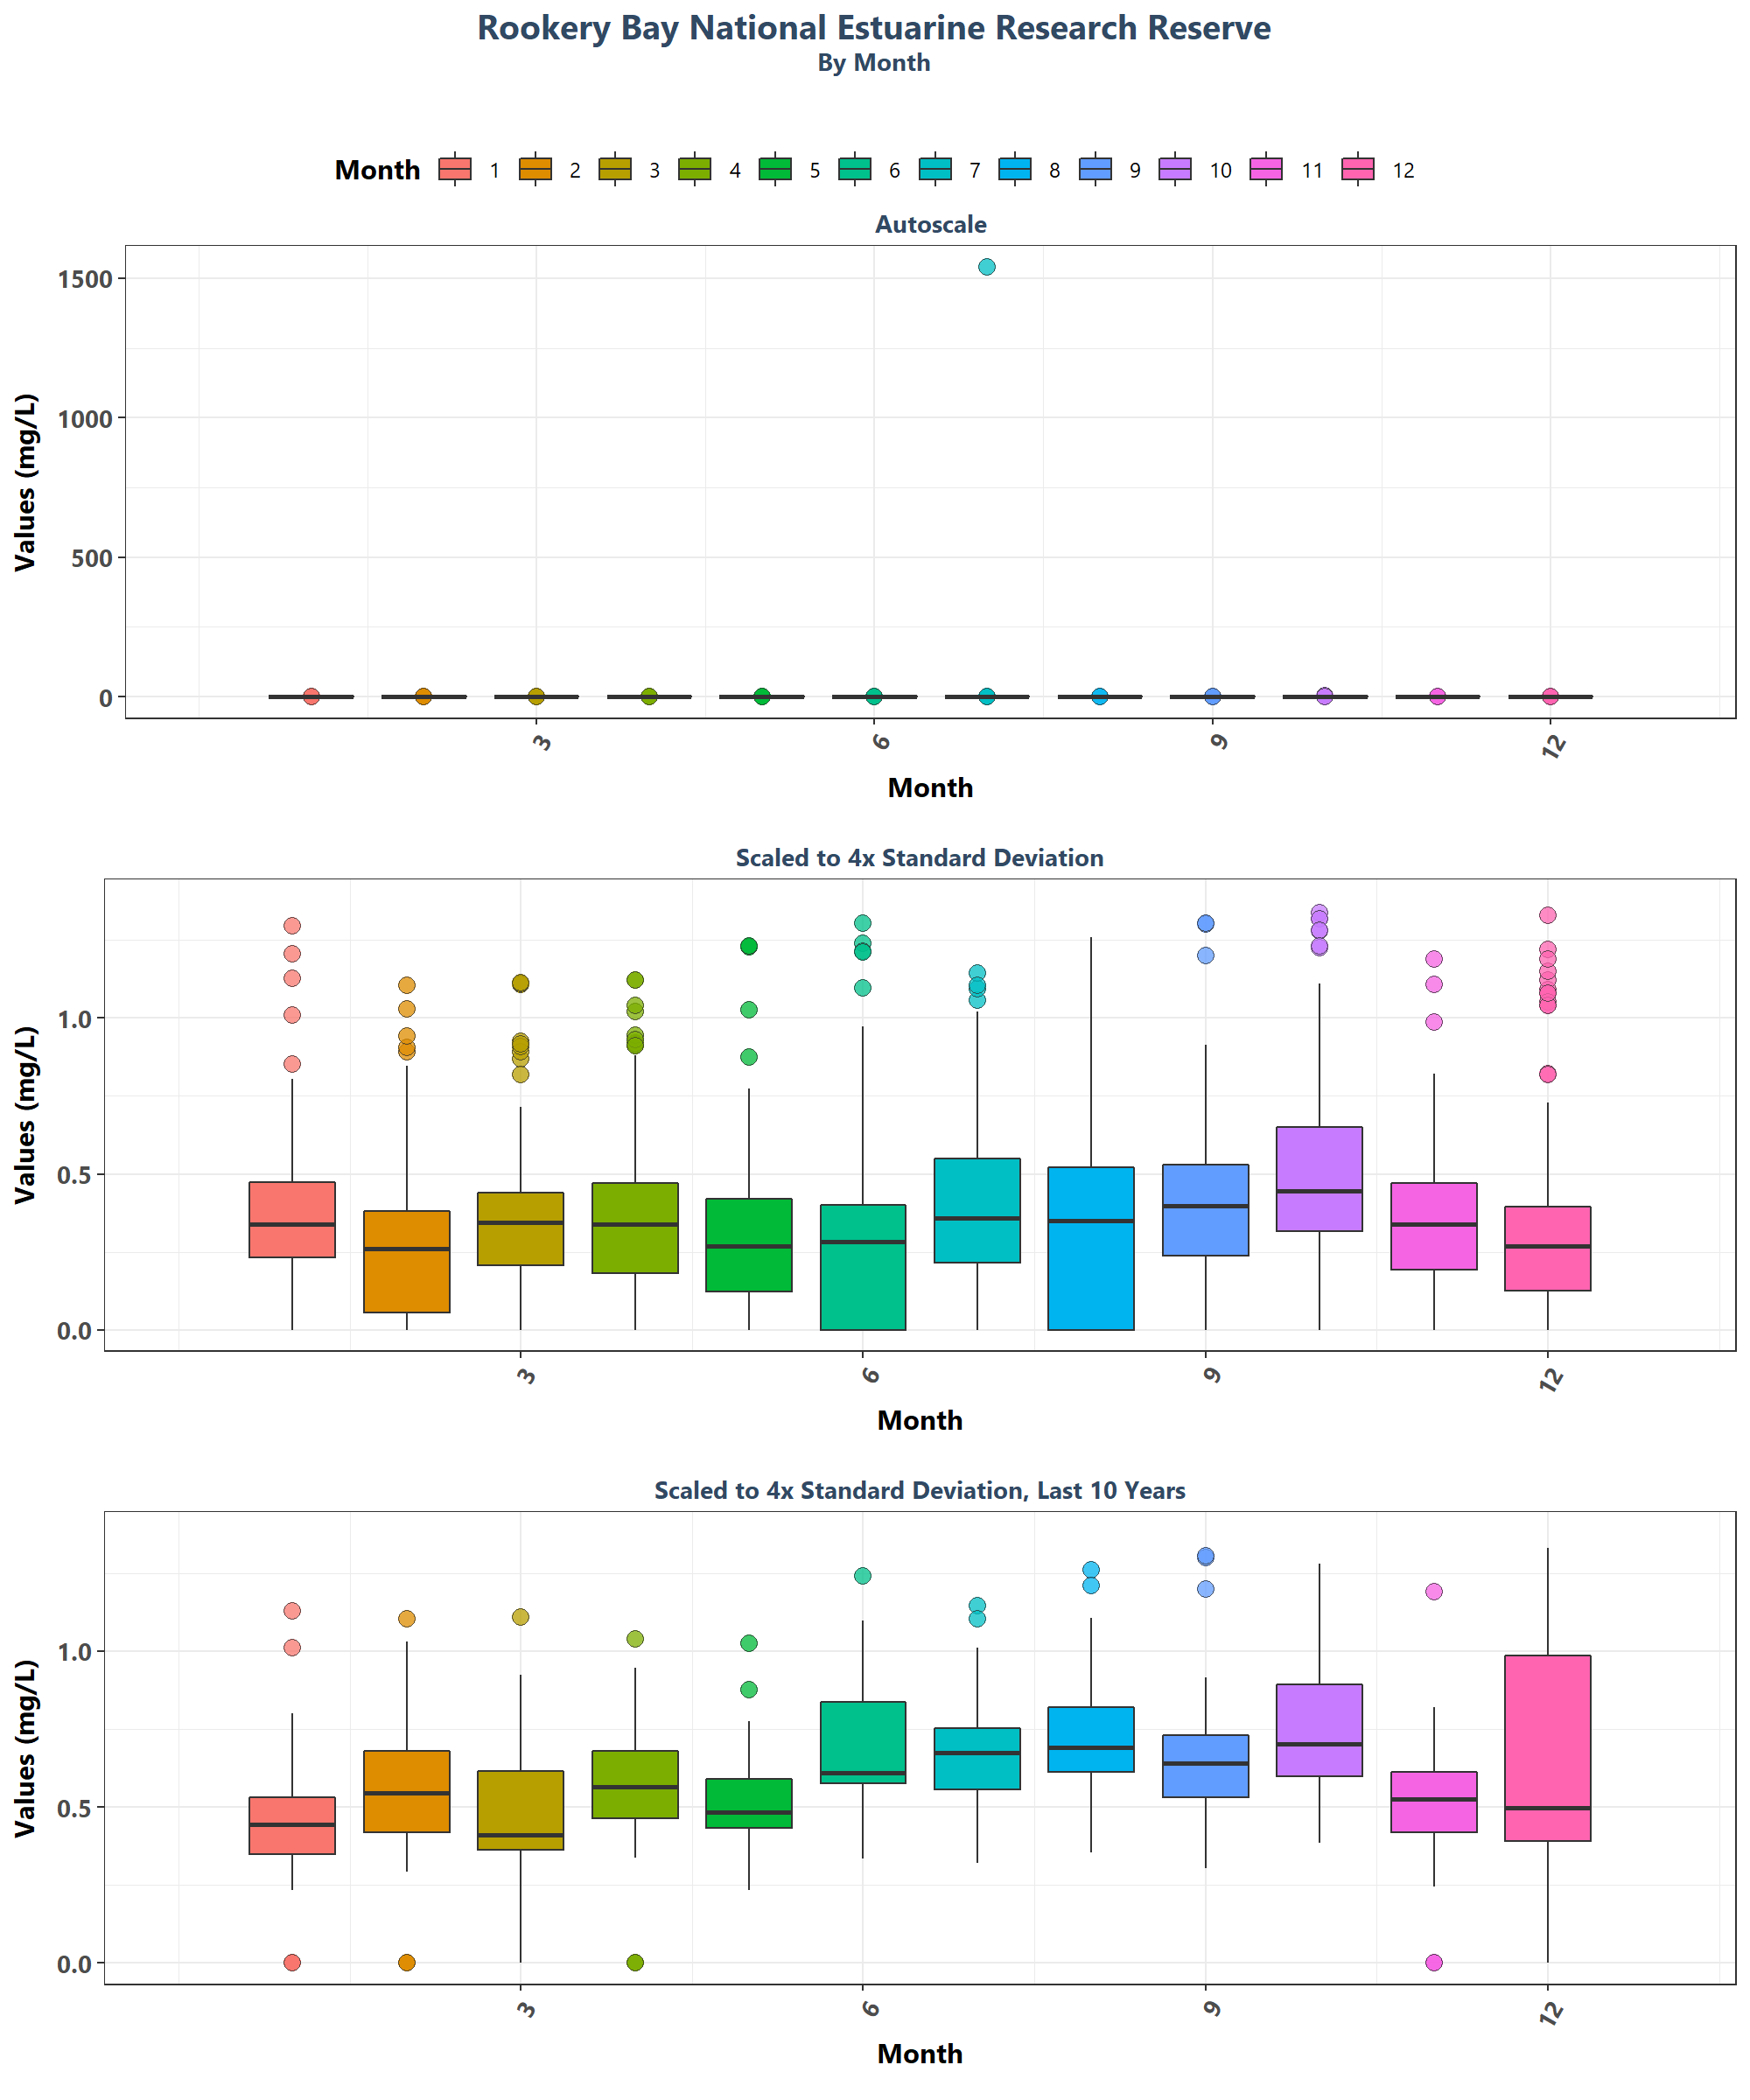 Rookery Bay National Estuarine Research Reserve
By Month
Month 1 2 3 4 5 6 7 8 9 10 11 12
Autoscale
Values (mg/L)
1500
1000
500
0
3 6 9 12
Month
Scaled to 4x Standard Deviation
Values (mg/L)
1.0
0.5
0.0
3 6 9 12
Month
Scaled to 4x Standard Deviation, Last 10 Years
Values (mg/L)
1.0
0.5
0.0
3 6 9 12
Month